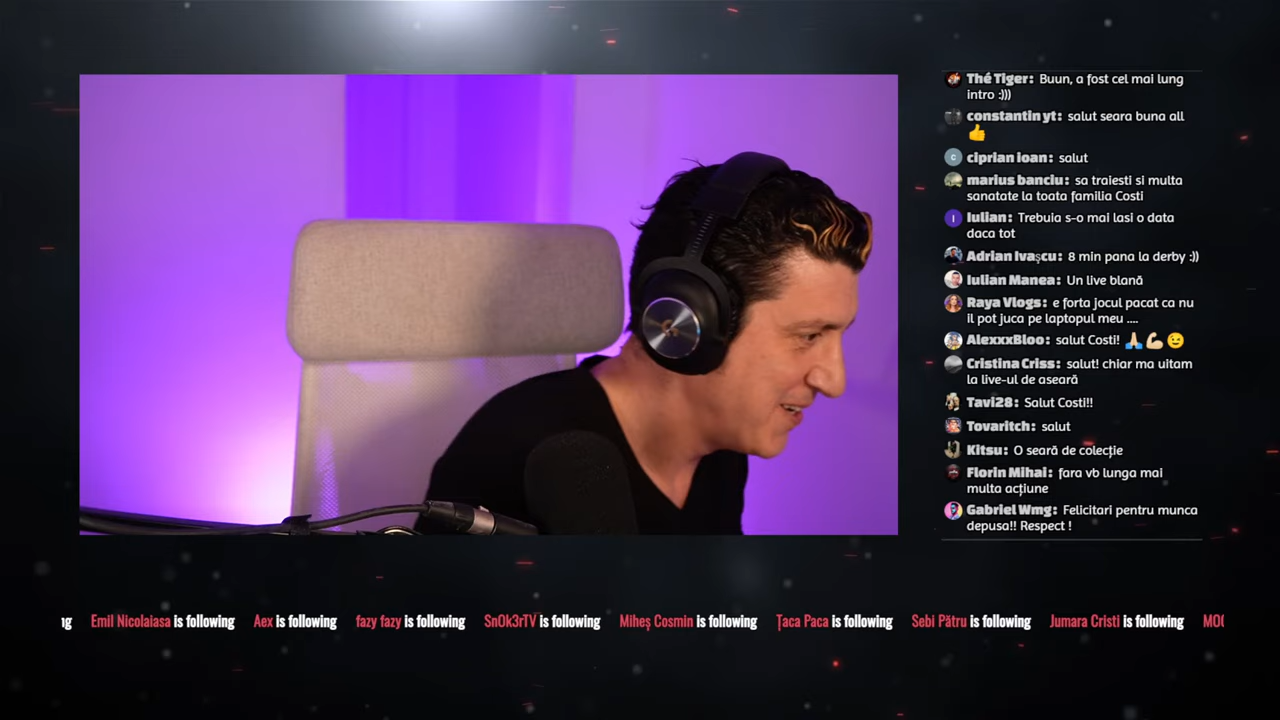 Thé Tiger: Buun, a fost cel mai lung
intro :)))
constantin yt: salut seara buna all
👍
C ciprian ioan: salut
marius banciu: sa traiesti si multa
sanatate la toata familia Costi
I Iulian: Trebuia s-o mai lasi o data
daca tot
Adrian Ivașcu: 8 min pana la derby :))
Iulian Manea: Un live blană
Raya Vlogs: e forta jocul pacat ca nu
il pot juca pe laptopul meu ....
AlexxxBloo: salut Costi! 🙏🏻💪🏻😉
Cristina Criss: salut! chiar ma uitam
la live-ul de aseară
Tavi28: Salut Costi!!
Tovaritch: salut
Kitsu: O seară de colecție
Florin Mihai: fara vb lunga mai
multa acțiune
Gabriel Wmg: Felicitari pentru munca
depusa!! Respect !
ng Emil Nicolaiasa is following Aex is following fazy fazy is following Sn0k3rTV is following Miheș Cosmin is following Țaca Paca is following Sebi Pătru is following Jumara Cristi is following